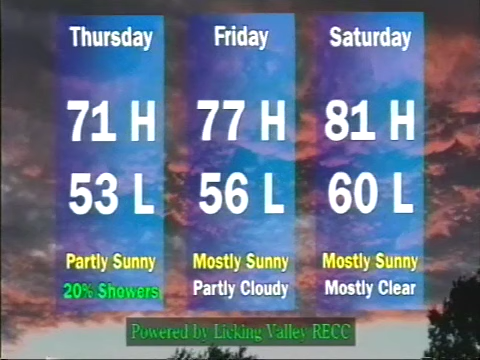 Thursday
71 H
53 L
Partly Sunny
20% Showers
Friday
77 H
56 L
Mostly Sunny
Partly Cloudy
Saturday
81 H
60 L
Mostly Sunny
Mostly Clear
Powered by Licking Valley RECC